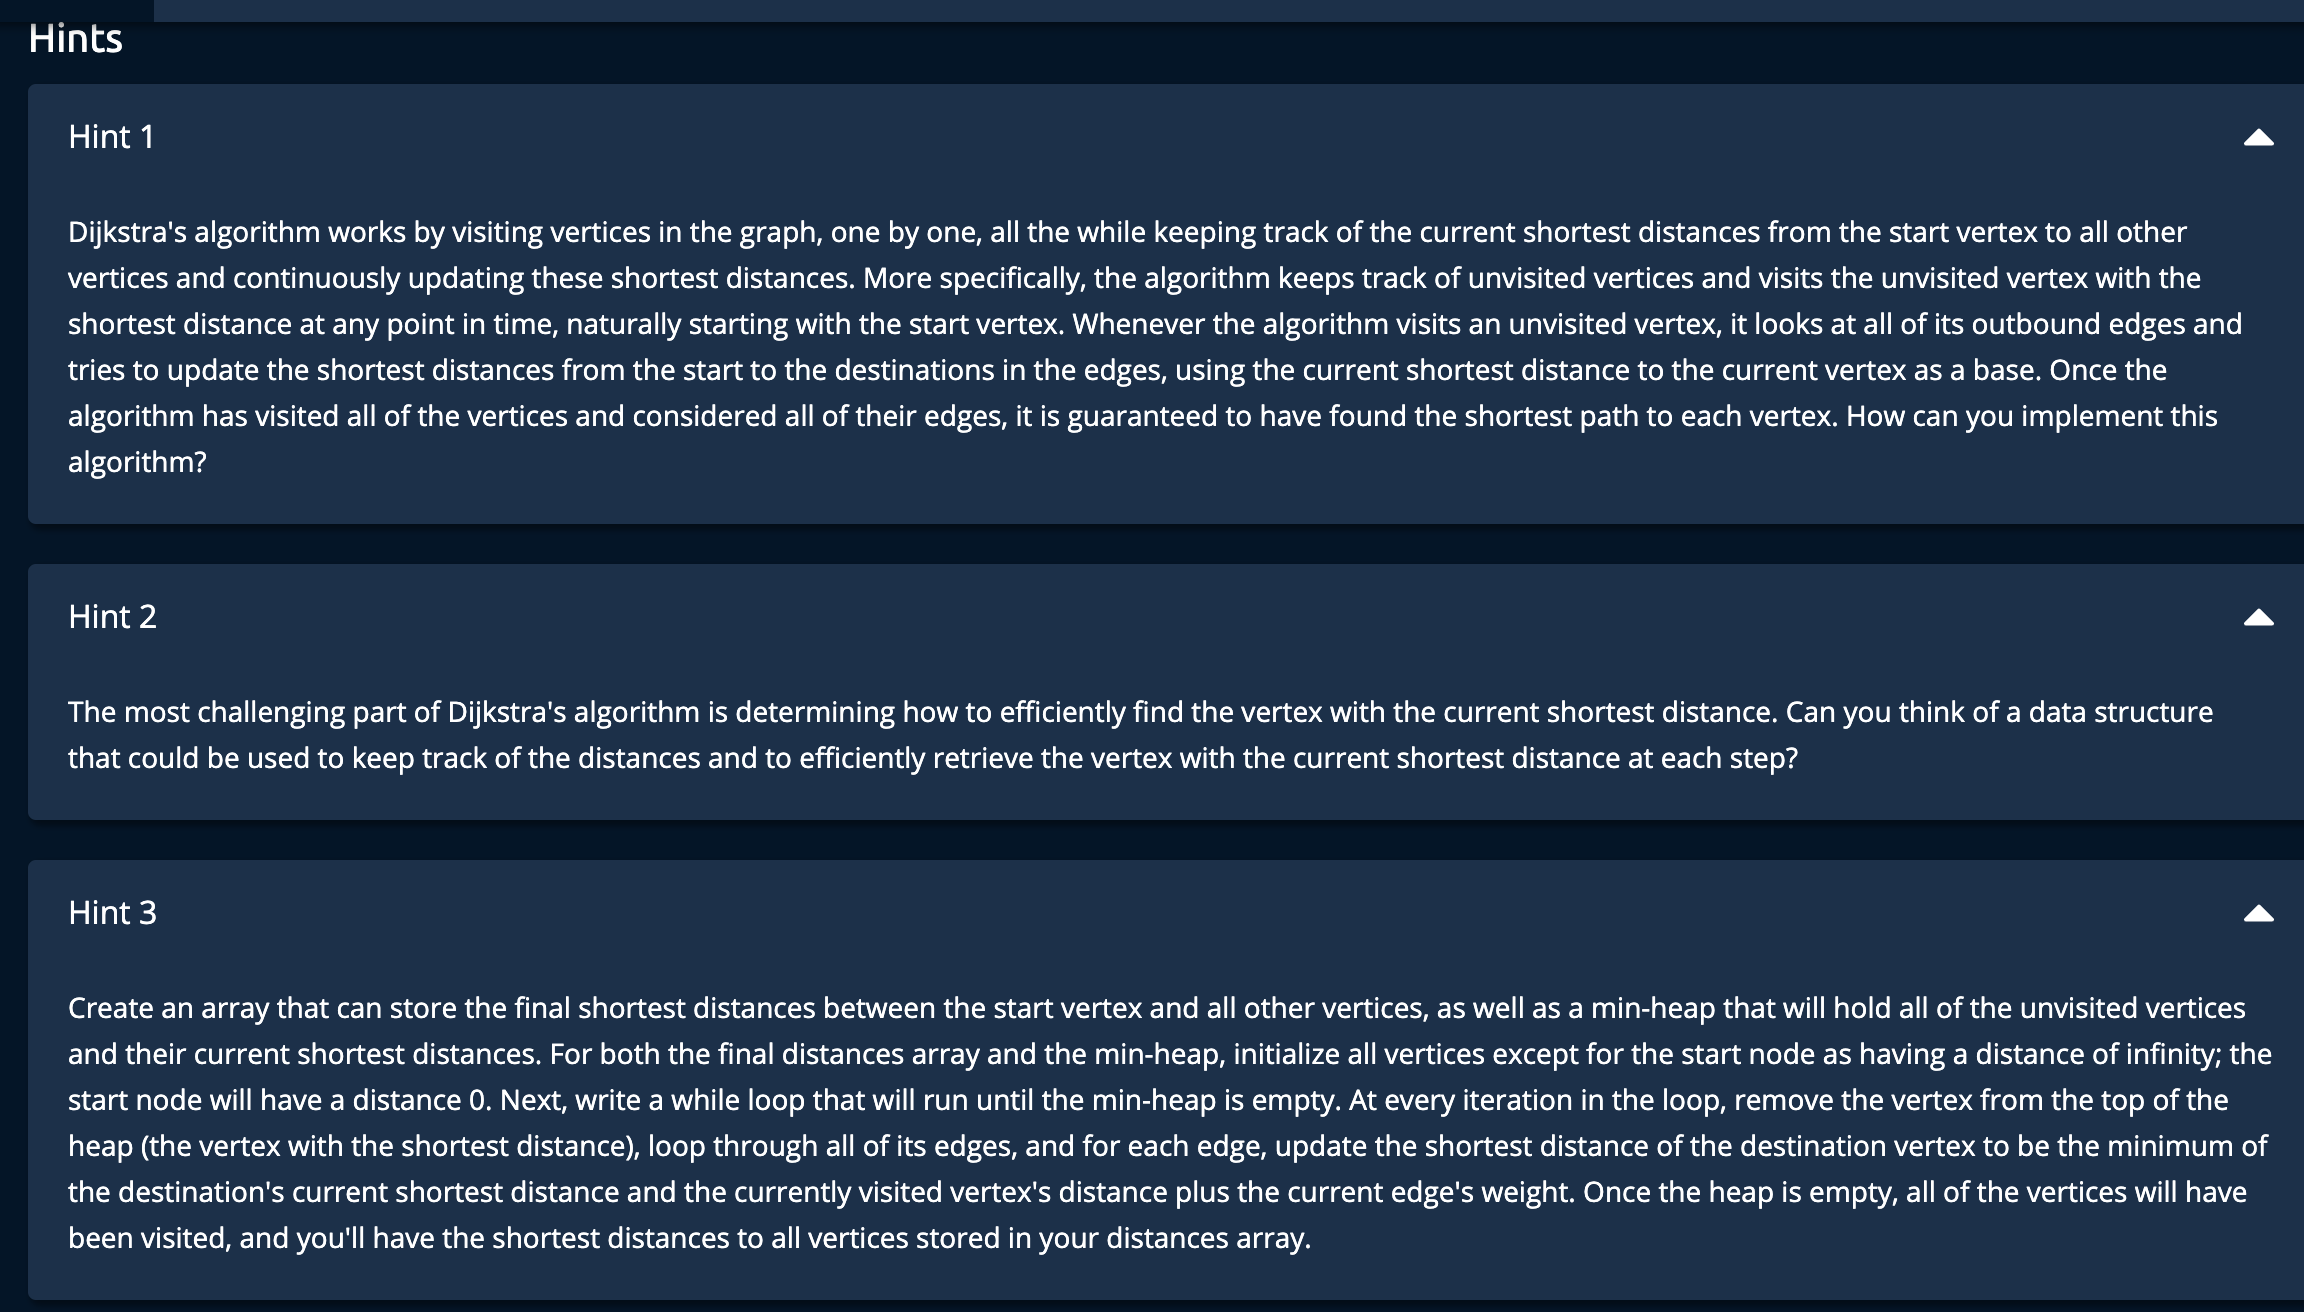 Hints
Hint 1
Dijkstra's algorithm works by visiting vertices in the graph, one by one, all the while keeping track of the current shortest distances from the start vertex to all other
vertices and continuously updating these shortest distances. More specifically, the algorithm keeps track of unvisited vertices and visits the unvisited vertex with the
shortest distance at any point in time, naturally starting with the start vertex. Whenever the algorithm visits an unvisited vertex, it looks at all of its outbound edges and
tries to update the shortest distances from the start to the destinations in the edges, using the current shortest distance to the current vertex as a base. Once the
algorithm has visited all of the vertices and considered all of their edges, it is guaranteed to have found the shortest path to each vertex. How can you implement this
algorithm?
Hint 2
The most challenging part of Dijkstra's algorithm is determining how to efficiently find the vertex with the current shortest distance. Can you think of a data structure
that could be used to keep track of the distances and to efficiently retrieve the vertex with the current shortest distance at each step?
Hint 3
Create an array that can store the final shortest distances between the start vertex and all other vertices, as well as a min-heap that will hold all of the unvisited vertices
and their current shortest distances. For both the final distances array and the min-heap, initialize all vertices except for the start node as having a distance of infinity; the
start node will have a distance 0. Next, write a while loop that will run until the min-heap is empty. At every iteration in the loop, remove the vertex from the top of the
heap (the vertex with the shortest distance), loop through all of its edges, and for each edge, update the shortest distance of the destination vertex to be the minimum of
the destination's current shortest distance and the currently visited vertex's distance plus the current edge's weight. Once the heap is empty, all of the vertices will have
been visited, and you'll have the shortest distances to all vertices stored in your distances array.